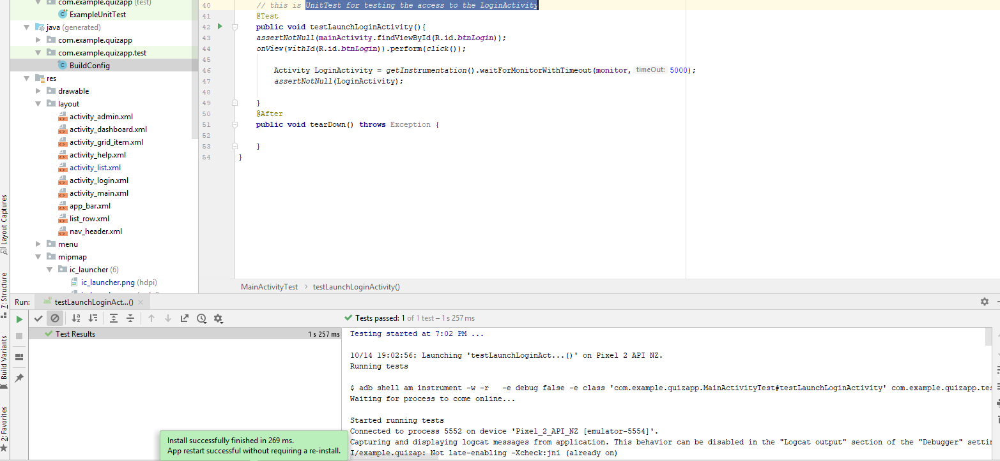 com.example.quizapp (test)
ExampleUnitTest
java (generated)
com.example.quizapp
com.example.quizapp.test
BuildConfig
res
drawable
layout
activity_admin.xml
activity_dashboard.xml
activity_grid_item.xml
activity_help.xml
activity_list.xml
activity_login.xml
activity_main.xml
app_bar.xml
list_row.xml
nav_header.xml
menu
mipmap
ic_launcher (6)
ic_launcher.png (hdpi)
Layout Captures
7: Structure
Build Variants
2: Favorites
40 // this is UnitTest for testing the access to the LoginActivity
41 @Test
42 public void testLaunchLoginActivity(){
43 assertNotNull(mainActivity.findViewById(R.id.btnLogin));
44 onView(withId(R.id.btnLogin)).perform(click());
45
46 Activity LoginActivity = getInstrumentation().waitForMonitorWithTimeout(monitor, timeOut: 5000);
47 assertNotNull(LoginActivity);
48
49 }
50 @After
51 public void tearDown() throws Exception {
52
53 }
54 }
MainActivityTest > testLaunchLoginActivity()
Run: testLaunchLoginAct...() ×
Tests passed: 1 of 1 test – 1 s 257 ms
Test Results 1 s 257 ms
Testing started at 7:02 PM ...
10/14 19:02:56: Launching 'testLaunchLoginAct...()' on Pixel 2 API NZ.
Running tests
$ adb shell am instrument -w -r   -e debug false -e class 'com.example.quizapp.MainActivityTest#testLaunchLoginActivity' com.example.quizapp.tes
Waiting for process to come online...
Started running tests
Connected to process 5552 on device 'Pixel_2_API_NZ [emulator-5554]'.
Capturing and displaying logcat messages from application. This behavior can be disabled in the "Logcat output" section of the "Debugger" settin
I/example.quizap: Not late-enabling -Xcheck:jni (already on)
Install successfully finished in 269 ms.
App restart successful without requiring a re-install.